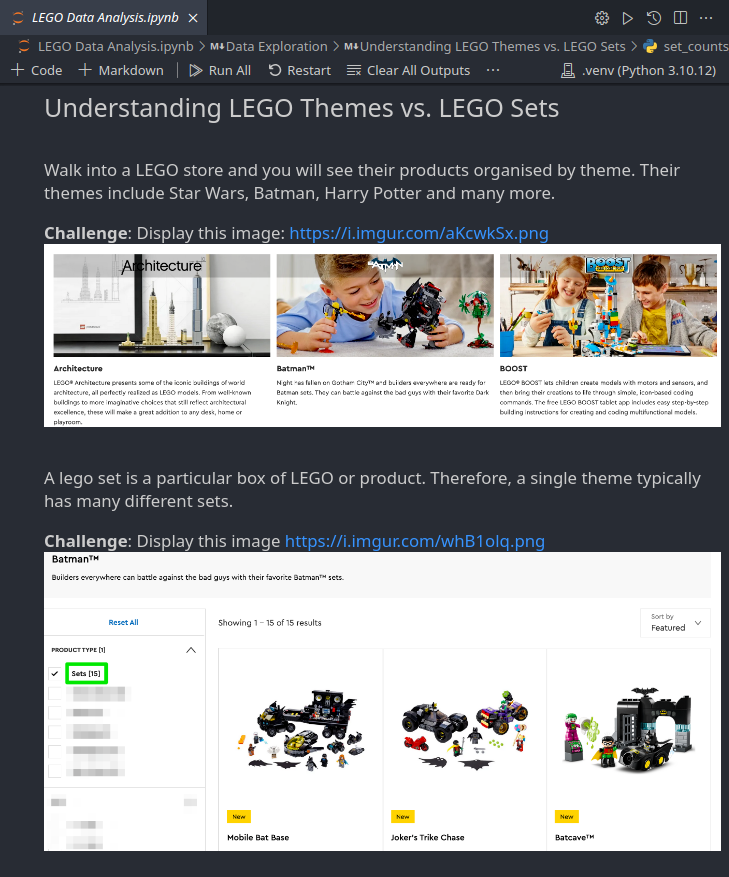 LEGO Data Analysis.ipynb
LEGO Data Analysis.ipynb > M↓Data Exploration > M↓Understanding LEGO Themes vs. LEGO Sets > set_counts
+ Code + Markdown | Run All Restart Clear All Outputs ··· .venv (Python 3.10.12)
Understanding LEGO Themes vs. LEGO Sets
Walk into a LEGO store and you will see their products organised by theme. Their
themes include Star Wars, Batman, Harry Potter and many more.
Challenge: Display this image: https://i.imgur.com/aKcwkSx.png
Architecture BATMAN BOOST
Architecture
LEGO® Architecture presents some of the iconic buildings of world
architecture, all perfectly realized as LEGO models. From well-known
buildings to more imaginative choices that still reflect architectural
excellence, these will make a great addition to any desk, home or
playroom.
Batman™
Night has fallen on Gotham City™ and builders everywhere are ready for
Batman sets. They can battle against the bad guys with their favorite Dark
Knight.
BOOST
LEGO® BOOST lets children create models with motors and sensors, and
then bring their creations to life through simple, icon-based coding
commands. The free LEGO BOOST tablet app includes easy step-by-step
building instructions for creating and coding multifunctional models.
A lego set is a particular box of LEGO or product. Therefore, a single theme typically
has many different sets.
Challenge: Display this image https://i.imgur.com/whB1olq.png
Batman™
Builders everywhere can battle against the bad guys with their favorite Batman™ sets.
Reset All
PRODUCT TYPE [1]
Sets [15]
Showing 1 – 15 of 15 results
Sort by
Featured
New
Mobile Bat Base
New
Joker's Trike Chase
New
Batcave™